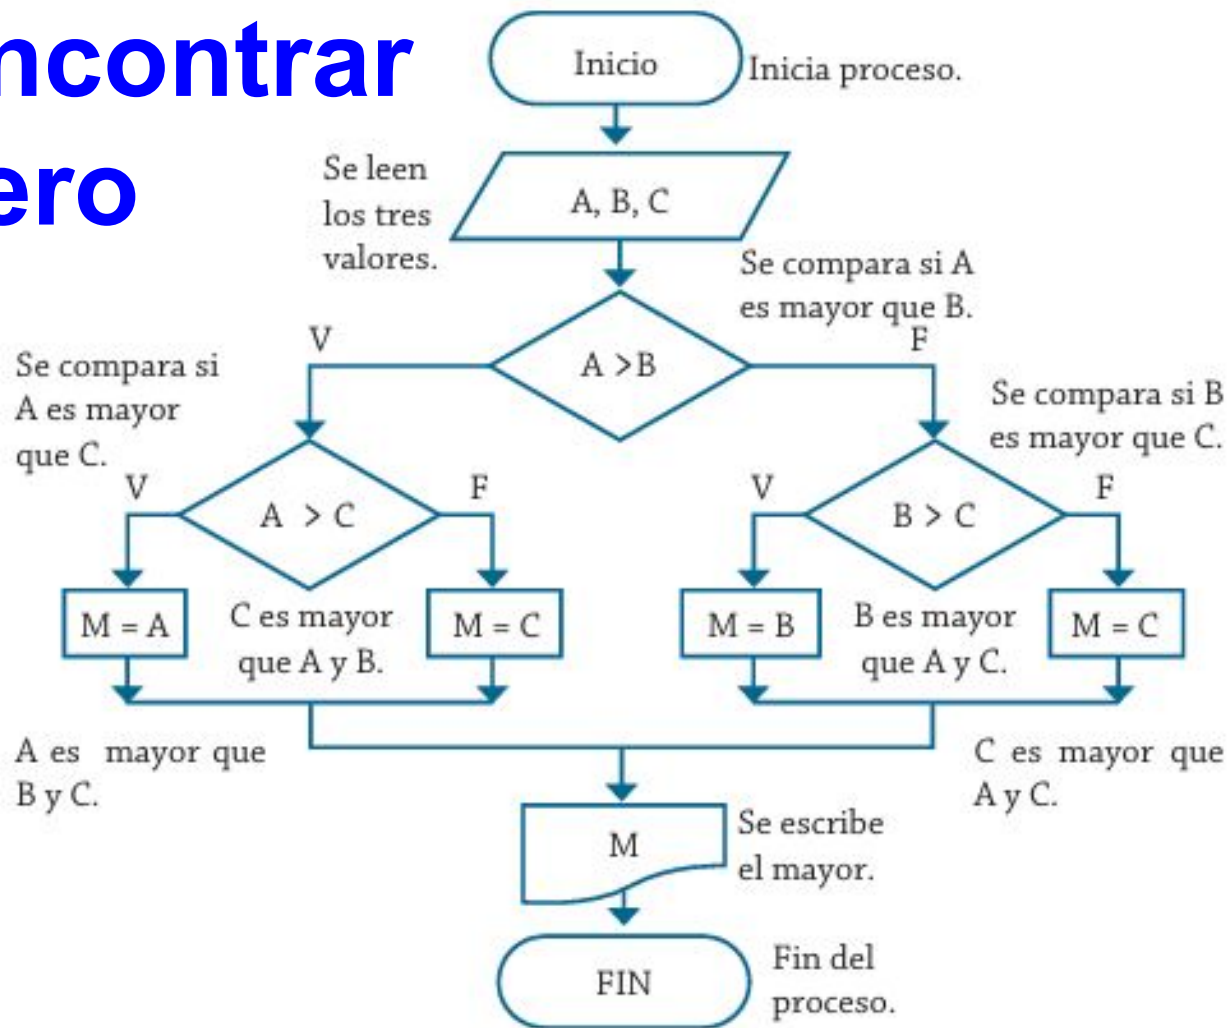 ncontrar
ero
Inicio
Inicia proceso.
Se leen
los tres
valores.
A, B, C
Se compara si A
es mayor que B.
V
F
A >B
Se compara si
A es mayor
que C.
Se compara si B
es mayor que C.
V
F
V
F
A > C
B > C
M = A
C es mayor
que A y B.
M = C
M = B
B es mayor
que A y C.
M = C
A es mayor que
B y C.
C es mayor que
A y C.
M
Se escribe
el mayor.
FIN
Fin del
proceso.